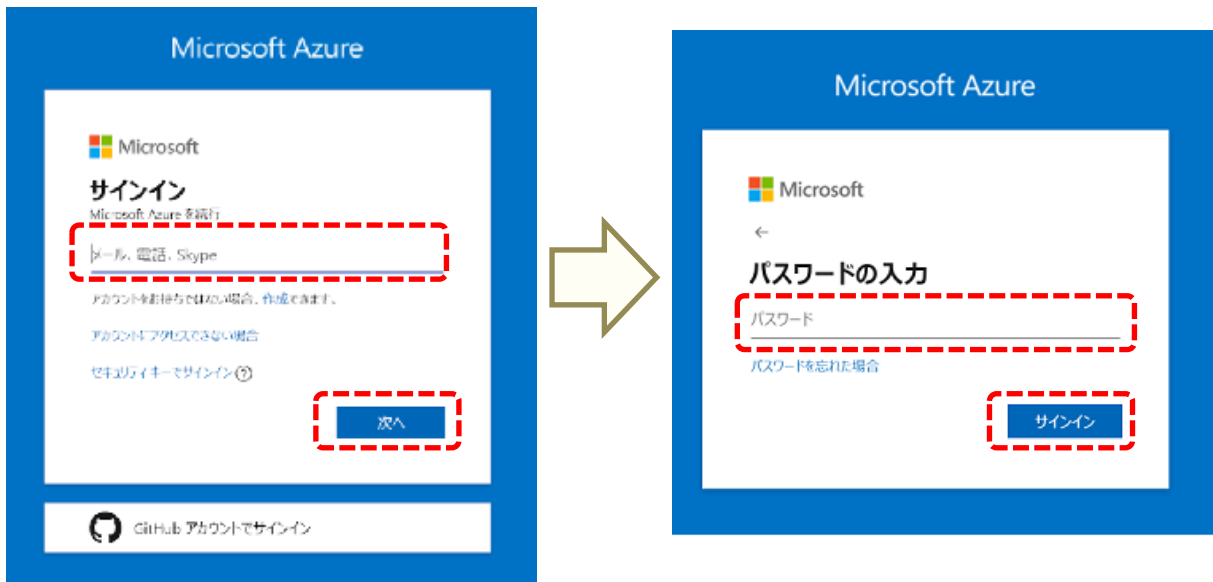 Microsoft Azure
Microsoft
サインイン
Microsoft Azure を続行
メール、電話、Skype
アカウントをお持ちではない場合、作成できます。
アカウントにアクセスできない場合
セキュリティ キーでサインイン
次へ
GitHub アカウントでサインイン
Microsoft Azure
Microsoft
パスワードの入力
パスワード
パスワードを忘れた場合
サインイン